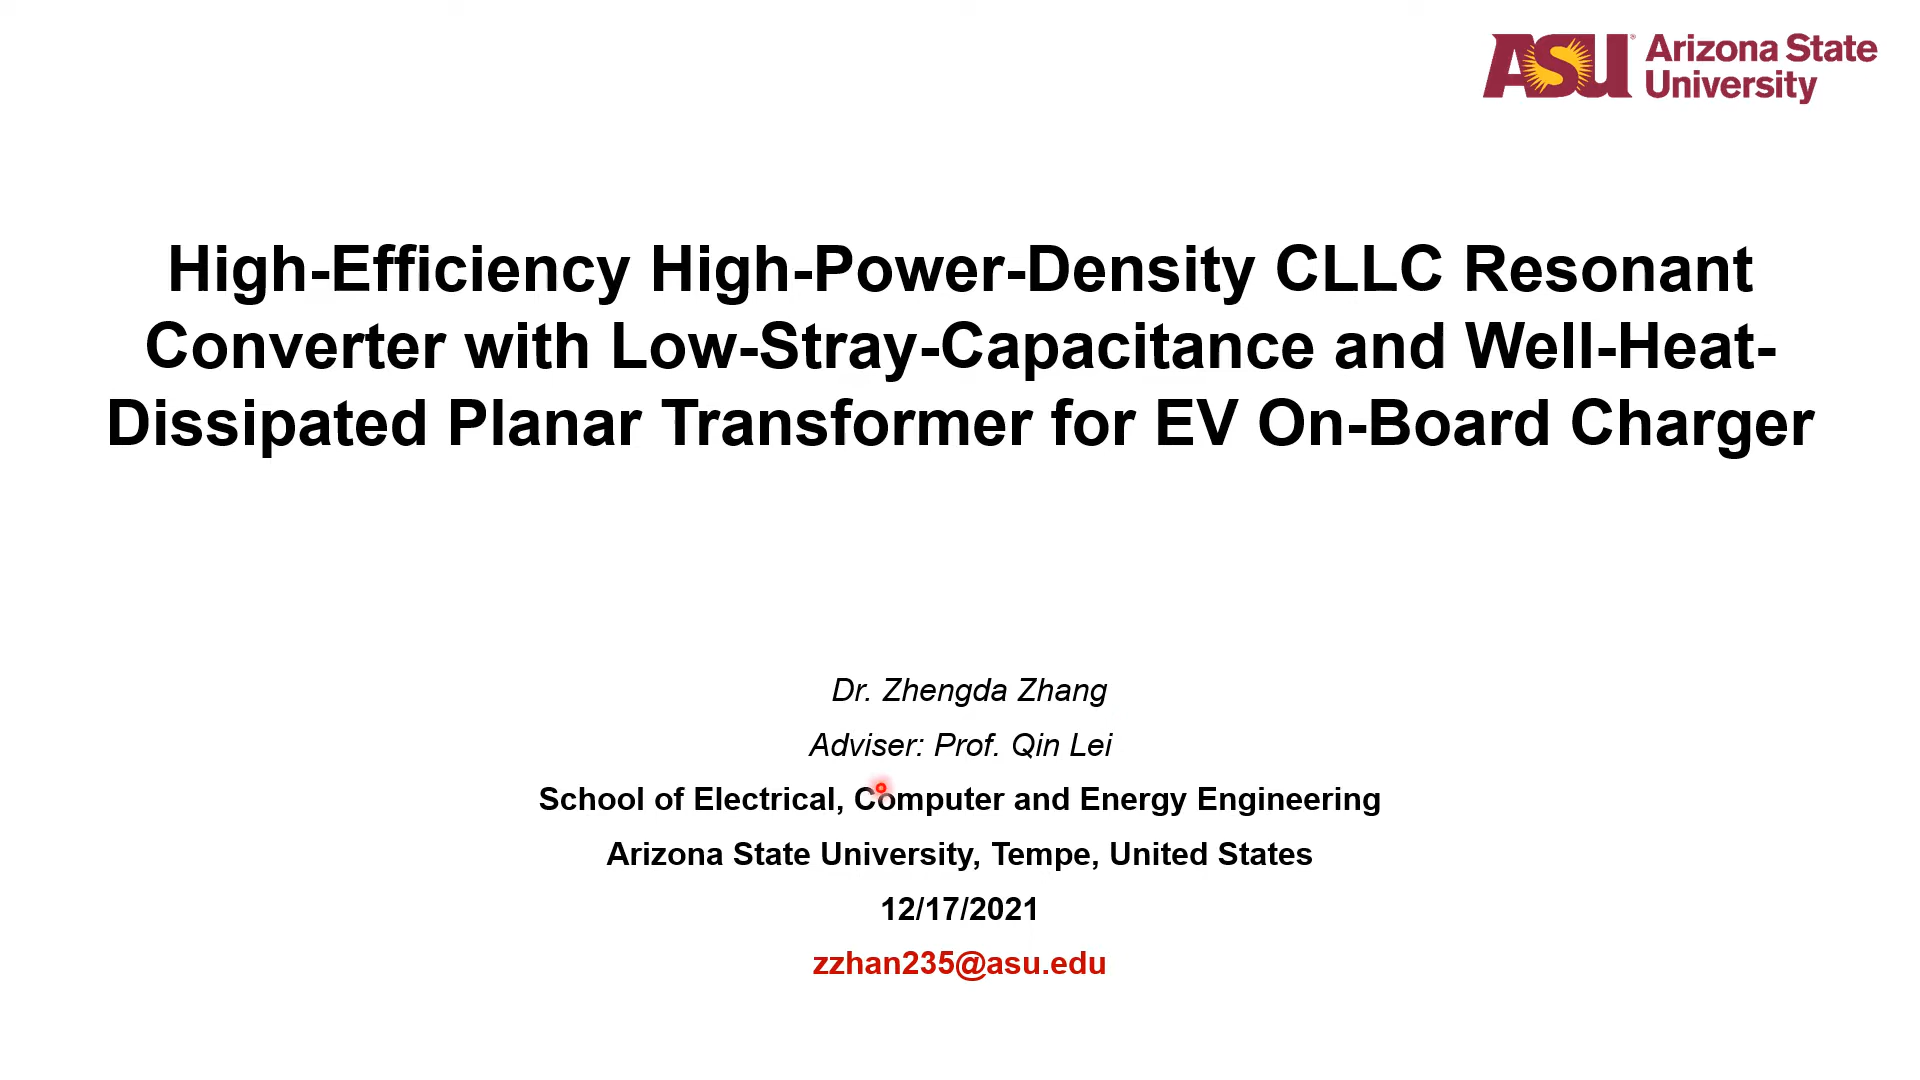 ASU Arizona State
University
High-Efficiency High-Power-Density CLLC Resonant
Converter with Low-Stray-Capacitance and Well-Heat-
Dissipated Planar Transformer for EV On-Board Charger
Dr. Zhengda Zhang
Adviser: Prof. Qin Lei
School of Electrical, Computer and Energy Engineering
Arizona State University, Tempe, United States
12/17/2021
zzhan235@asu.edu